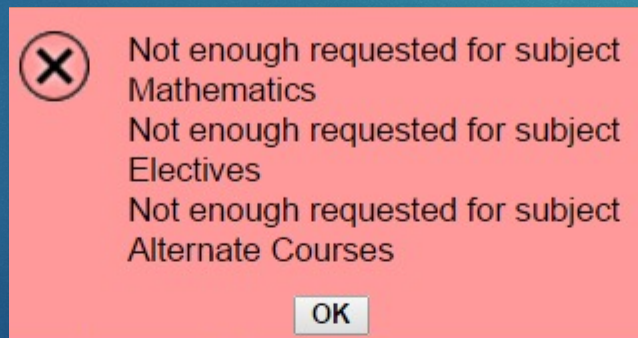 Not enough requested for subject
Mathematics
Not enough requested for subject
Electives
Not enough requested for subject
Alternate Courses
OK